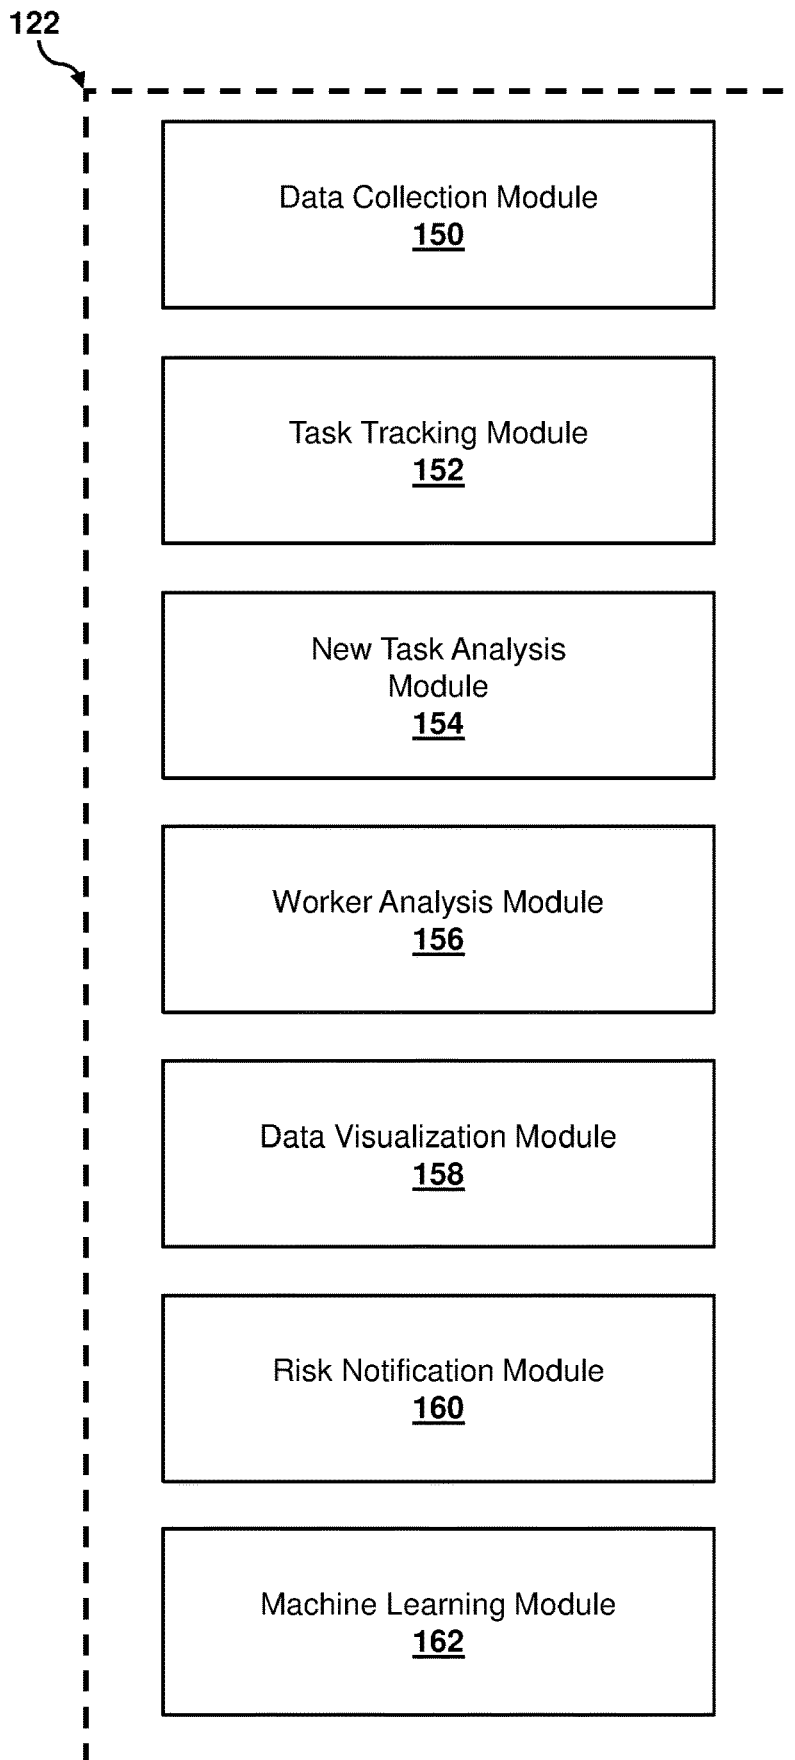 122
Data Collection Module
150
Task Tracking Module
152
New Task Analysis
Module
154
Worker Analysis Module
156
Data Visualization Module
158
Risk Notification Module
160
Machine Learning Module
162